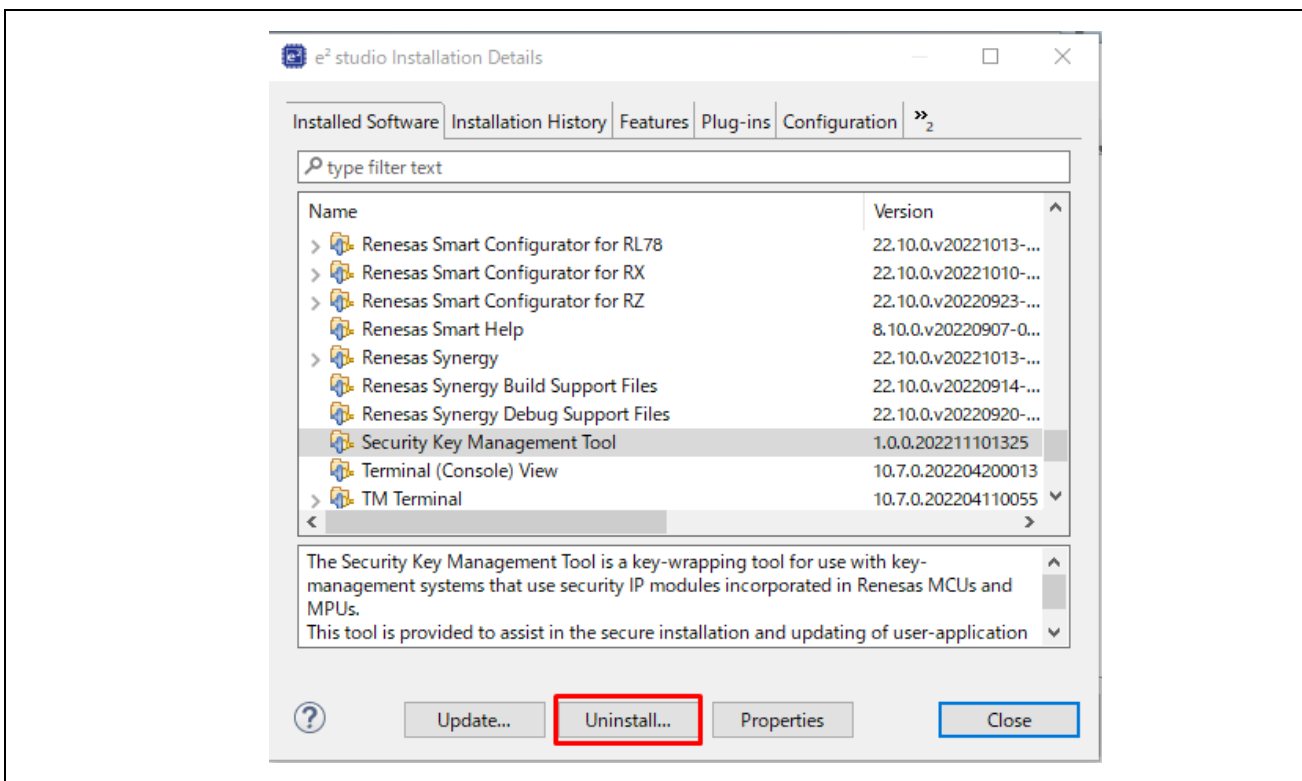 e² studio Installation Details
Installed Software Installation History Features Plug-ins Configuration »2
type filter text
Name Version
Renesas Smart Configurator for RL78 22.10.0.v20221013-...
Renesas Smart Configurator for RX 22.10.0.v20221010-...
Renesas Smart Configurator for RZ 22.10.0.v20220923-...
Renesas Smart Help 8.10.0.v20220907-0...
Renesas Synergy 22.10.0.v20221013-...
Renesas Synergy Build Support Files 22.10.0.v20220914-...
Renesas Synergy Debug Support Files 22.10.0.v20220920-...
Security Key Management Tool 1.0.0.202211101325
Terminal (Console) View 10.7.0.202204200013
TM Terminal 10.7.0.202204110055
The Security Key Management Tool is a key-wrapping tool for use with key-
management systems that use security IP modules incorporated in Renesas MCUs and
MPUs.
This tool is provided to assist in the secure installation and updating of user-application
? Update... Uninstall... Properties Close